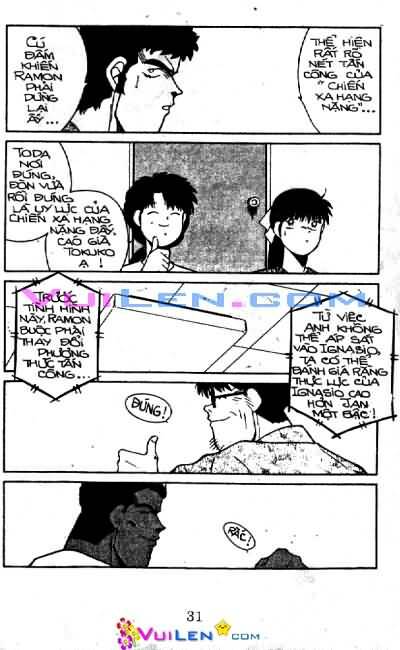 CÚ
ĐẤM
KHIẾN
RAMON
PHẢI
DỪNG
LẠI
ẤY...
THỂ HIỆN
RẤT RÕ
NÉT TẤN
CÔNG CỦA
"CHIẾN
XA HẠNG
NẶNG"...
TODA
NÓI
ĐÚNG,
ĐÒN VỪA
RỒI ĐÚNG
LÀ UY LỰC CỦA
CHIẾN XA HẠNG
NẶNG ĐẤY.
CAO GIÀ
TOKUKO
Ạ!
TRƯỚC
TÌNH HÌNH
NÀY, RAMON
BUỘC PHẢI
THAY ĐỔI
PHƯƠNG
THỨC TẤN
CÔNG...
TỪ VIỆC
ANH KHÔNG
THỂ ÁP SÁT
VÀO IGNASIO,
TA CÓ THỂ
ĐÁNH GIÁ RẰNG
THỰC LỰC CỦA
IGNASIO CAO
HƠN JAN
MỘT BẬC!
VUILEN.COM
ĐÚNG!
RẮC!
31
VUILEN.COM